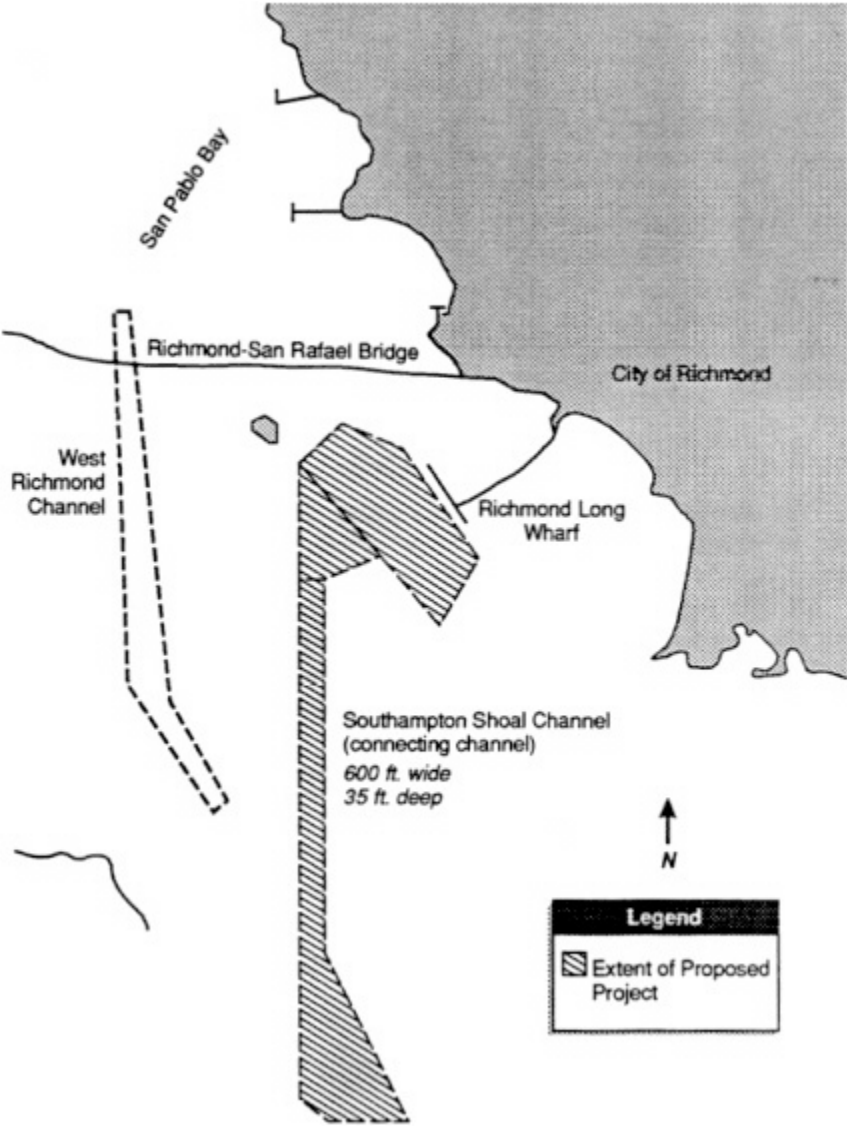 San Pablo Bay
Richmond-San Rafael Bridge
City of Richmond
West
Richmond
Channel
Richmond Long
Wharf
Southampton Shoal Channel
(connecting channel)
600 ft. wide
35 ft. deep
N
Legend
Extent of Proposed
Project